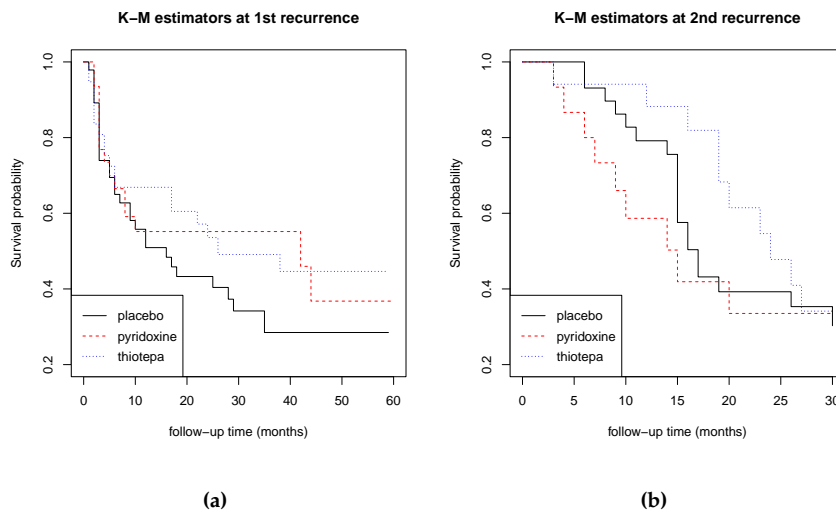 K−M estimators at 1st recurrence
Survival probability
1.0
0.8
0.6
0.4
0.2
placebo
pyridoxine
thiotepa
0 10 20 30 40 50 60
follow−up time (months)
(a)
K−M estimators at 2nd recurrence
Survival probability
1.0
0.8
0.6
0.4
0.2
placebo
pyridoxine
thiotepa
0 5 10 15 20 25 30
follow−up time (months)
(b)